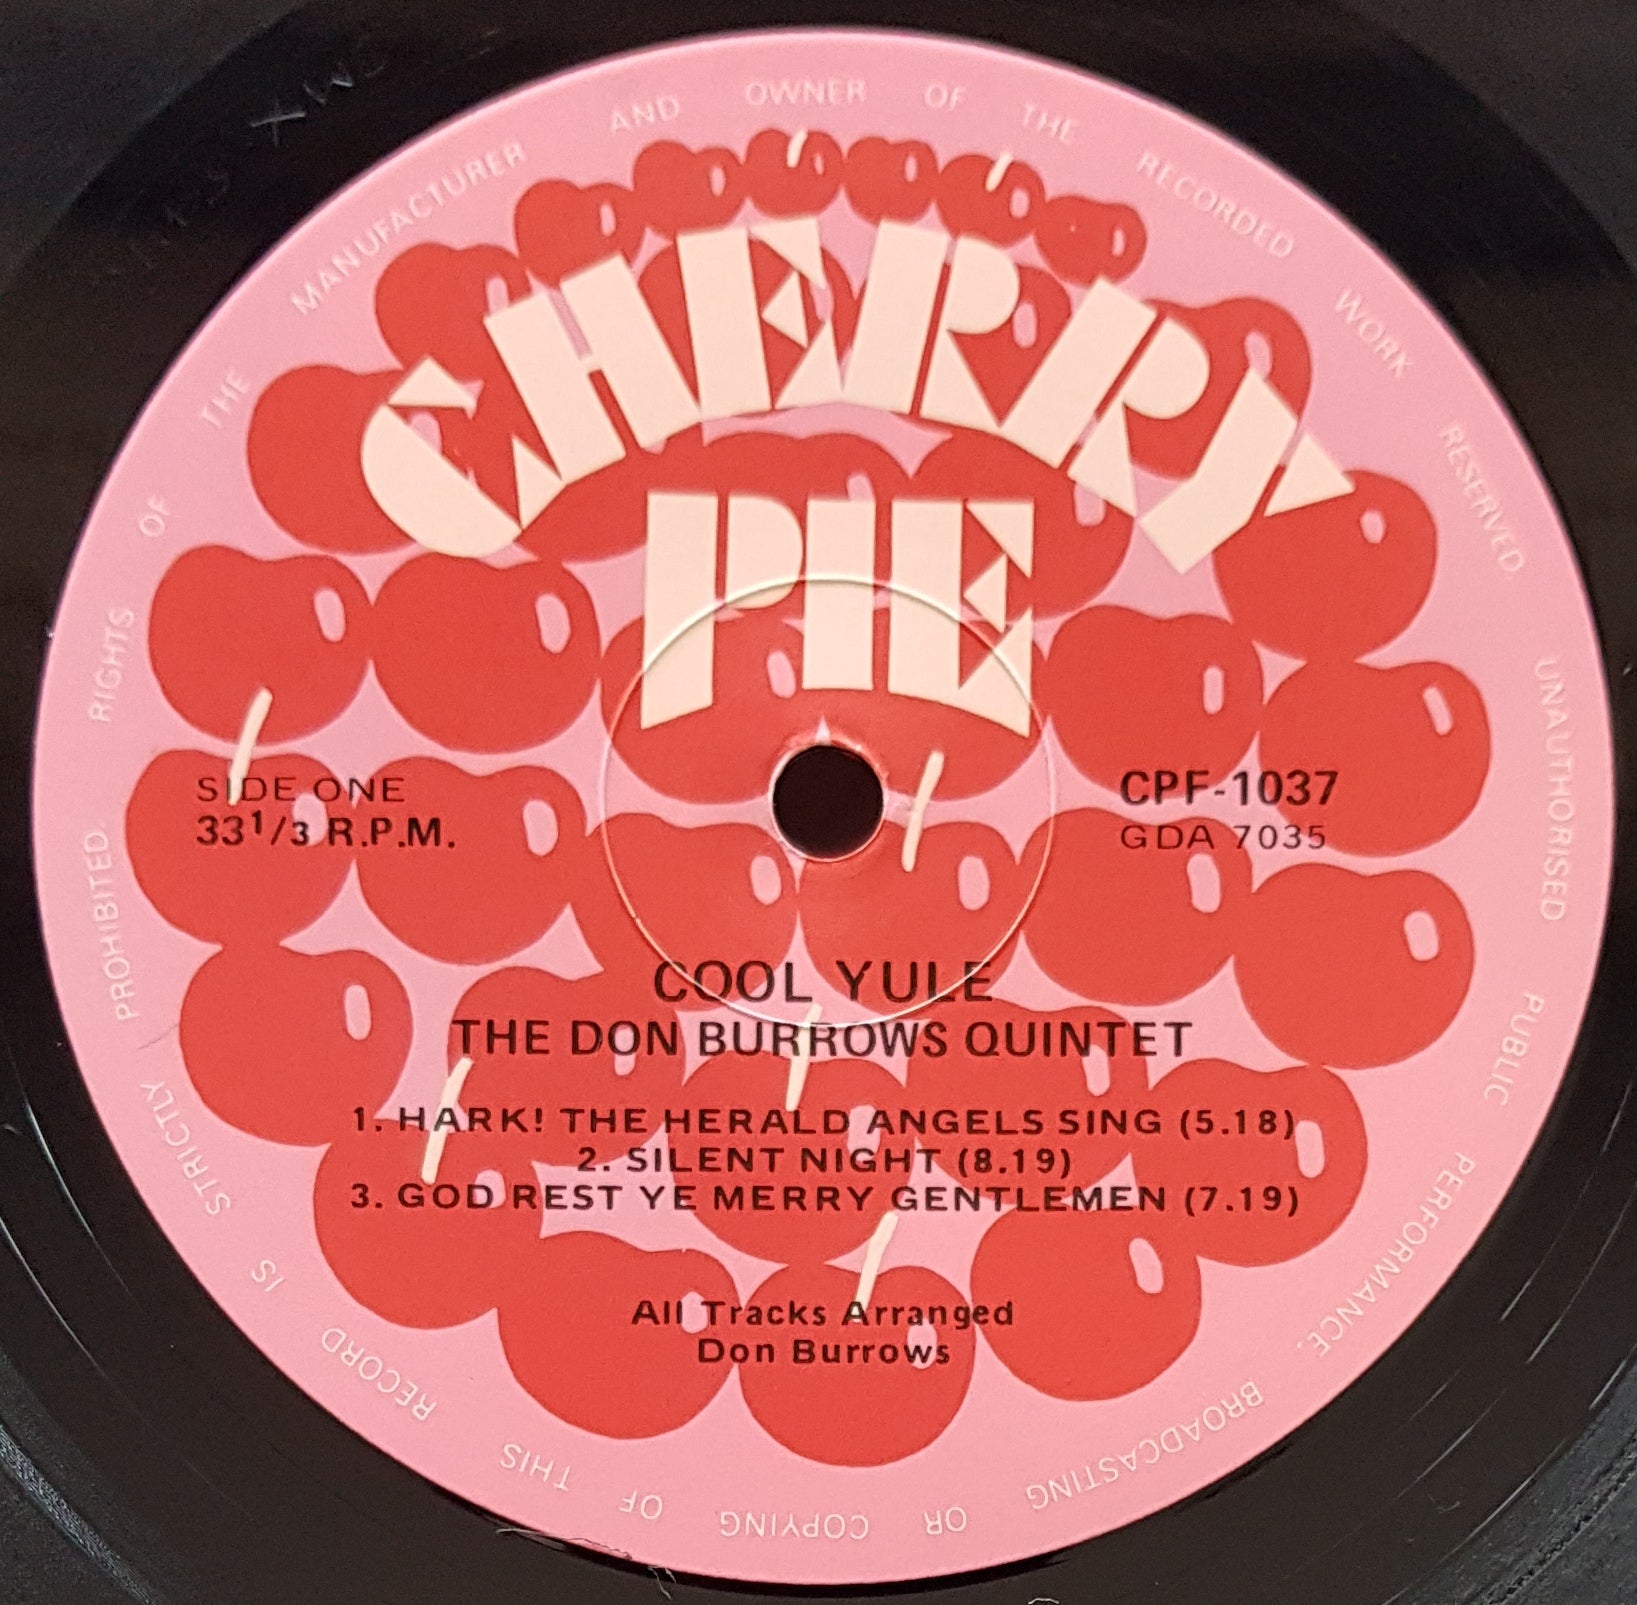 THE MANUFACTURER AND OWNER OF THE RECORDED WORK RESERVED. UNAUTHORISED PUBLIC PERFORMANCE. BROADCASTING OR COPYING OF THIS RECORD IS STRICTLY PROHIBITED. RIGHTS OF
CHERRY
PIE
SIDE ONE
33 1/3 R.P.M.
CPF-1037
GDA 7035
COOL YULE
THE DON BURROWS QUINTET
1. HARK! THE HERALD ANGELS SING (5.18)
2. SILENT NIGHT (8.19)
3. GOD REST YE MERRY GENTLEMEN (7.19)
All Tracks Arranged
Don Burrows